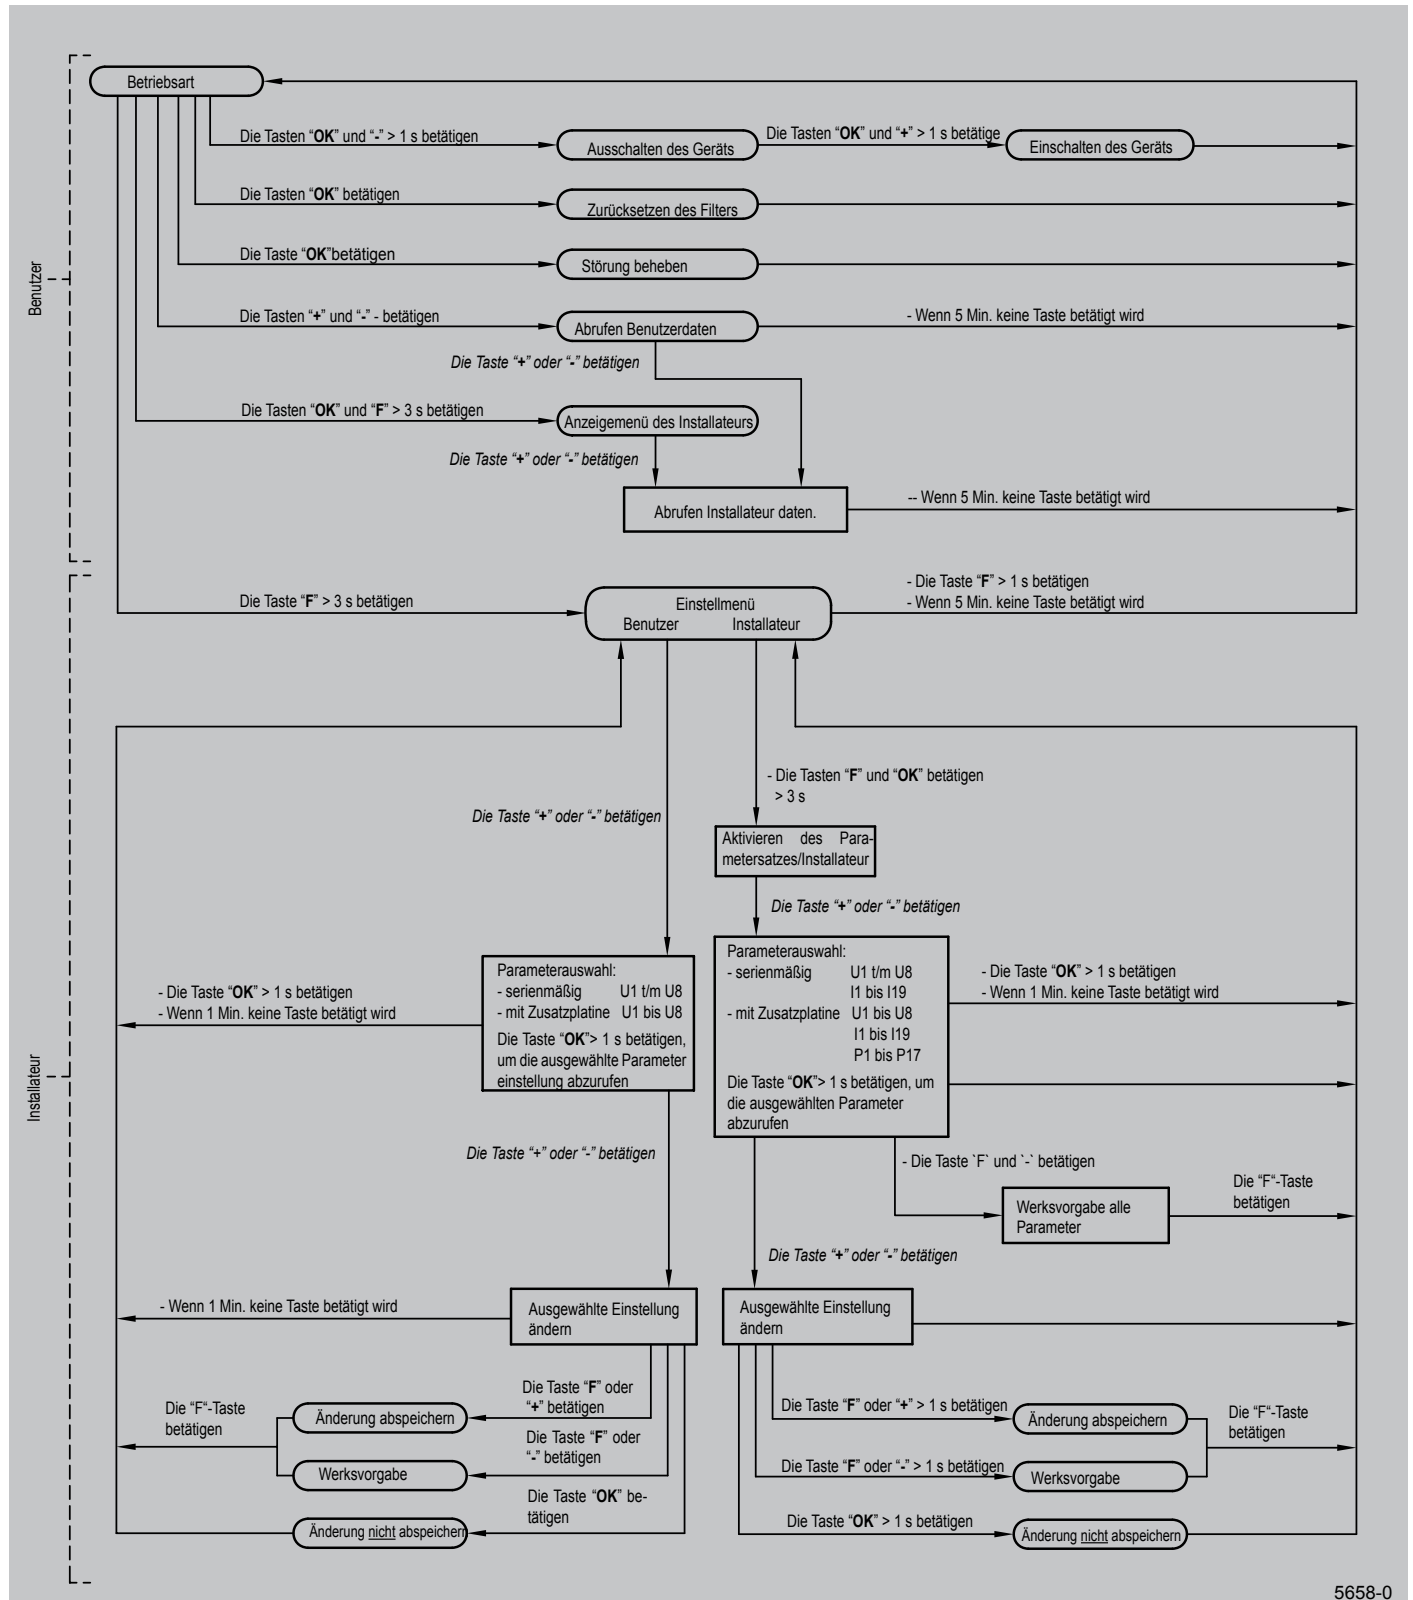 Betriebsart
Die Tasten “OK” und “-” > 1 s betätigen
Ausschalten des Geräts
Die Tasten “OK” und “+” > 1 s betätige
Einschalten des Geräts
Die Tasten “OK” betätigen
Zurücksetzen des Filters
Die Taste “OK”betätigen
Störung beheben
Benutzer
Die Tasten “+” und “-” - betätigen
Abrufen Benutzerdaten
- Wenn 5 Min. keine Taste betätigt wird
Die Taste “+” oder “-” betätigen
Die Tasten “OK” und “F” > 3 s betätigen
Anzeigemenü des Installateurs
Die Taste “+” oder “-” betätigen
Abrufen Installateur daten.
-- Wenn 5 Min. keine Taste betätigt wird
Die Taste “F” > 3 s betätigen
Einstellmenü
Benutzer Installateur
- Die Taste “F” > 1 s betätigen
- Wenn 5 Min. keine Taste betätigt wird
- Die Tasten “F” und “OK” betätigen
> 3 s
Die Taste “+” oder “-” betätigen
Aktivieren des Para-
metersatzes/Installateur
Die Taste “+” oder “-” betätigen
Installateur
- Die Taste “OK” > 1 s betätigen
- Wenn 1 Min. keine Taste betätigt wird
Parameterauswahl:
- serienmäßig U1 t/m U8
- mit Zusatzplatine U1 bis U8
Die Taste “OK”> 1 s betätigen,
um die ausgewählte Parameter
einstellung abzurufen
Parameterauswahl:
- serienmäßig U1 t/m U8
I1 bis I19
- mit Zusatzplatine U1 bis U8
I1 bis I19
P1 bis P17
Die Taste “OK”> 1 s betätigen, um
die ausgewählten Parameter
abzurufen
- Die Taste “OK” > 1 s betätigen
- Wenn 1 Min. keine Taste betätigt wird
Die Taste “+” oder “-” betätigen
- Die Taste `F` und `-` betätigen
Werksvorgabe alle
Parameter
Die “F“-Taste
betätigen
Die Taste “+” oder “-” betätigen
- Wenn 1 Min. keine Taste betätigt wird
Ausgewählte Einstellung
ändern
Ausgewählte Einstellung
ändern
Die Taste “F” oder
“+” betätigen
Die “F“-Taste
betätigen
Änderung abspeichern
Die Taste “F” oder
“-” betätigen
Werksvorgabe
Die Taste “OK” be-
tätigen
Änderung nicht abspeichern
Die Taste “F” oder “+” > 1 s betätigen
Änderung abspeichern
Die “F“-Taste
betätigen
Die Taste “F” oder “-” > 1 s betätigen
Werksvorgabe
Die Taste “OK” > 1 s betätigen
Änderung nicht abspeichern
5658-0